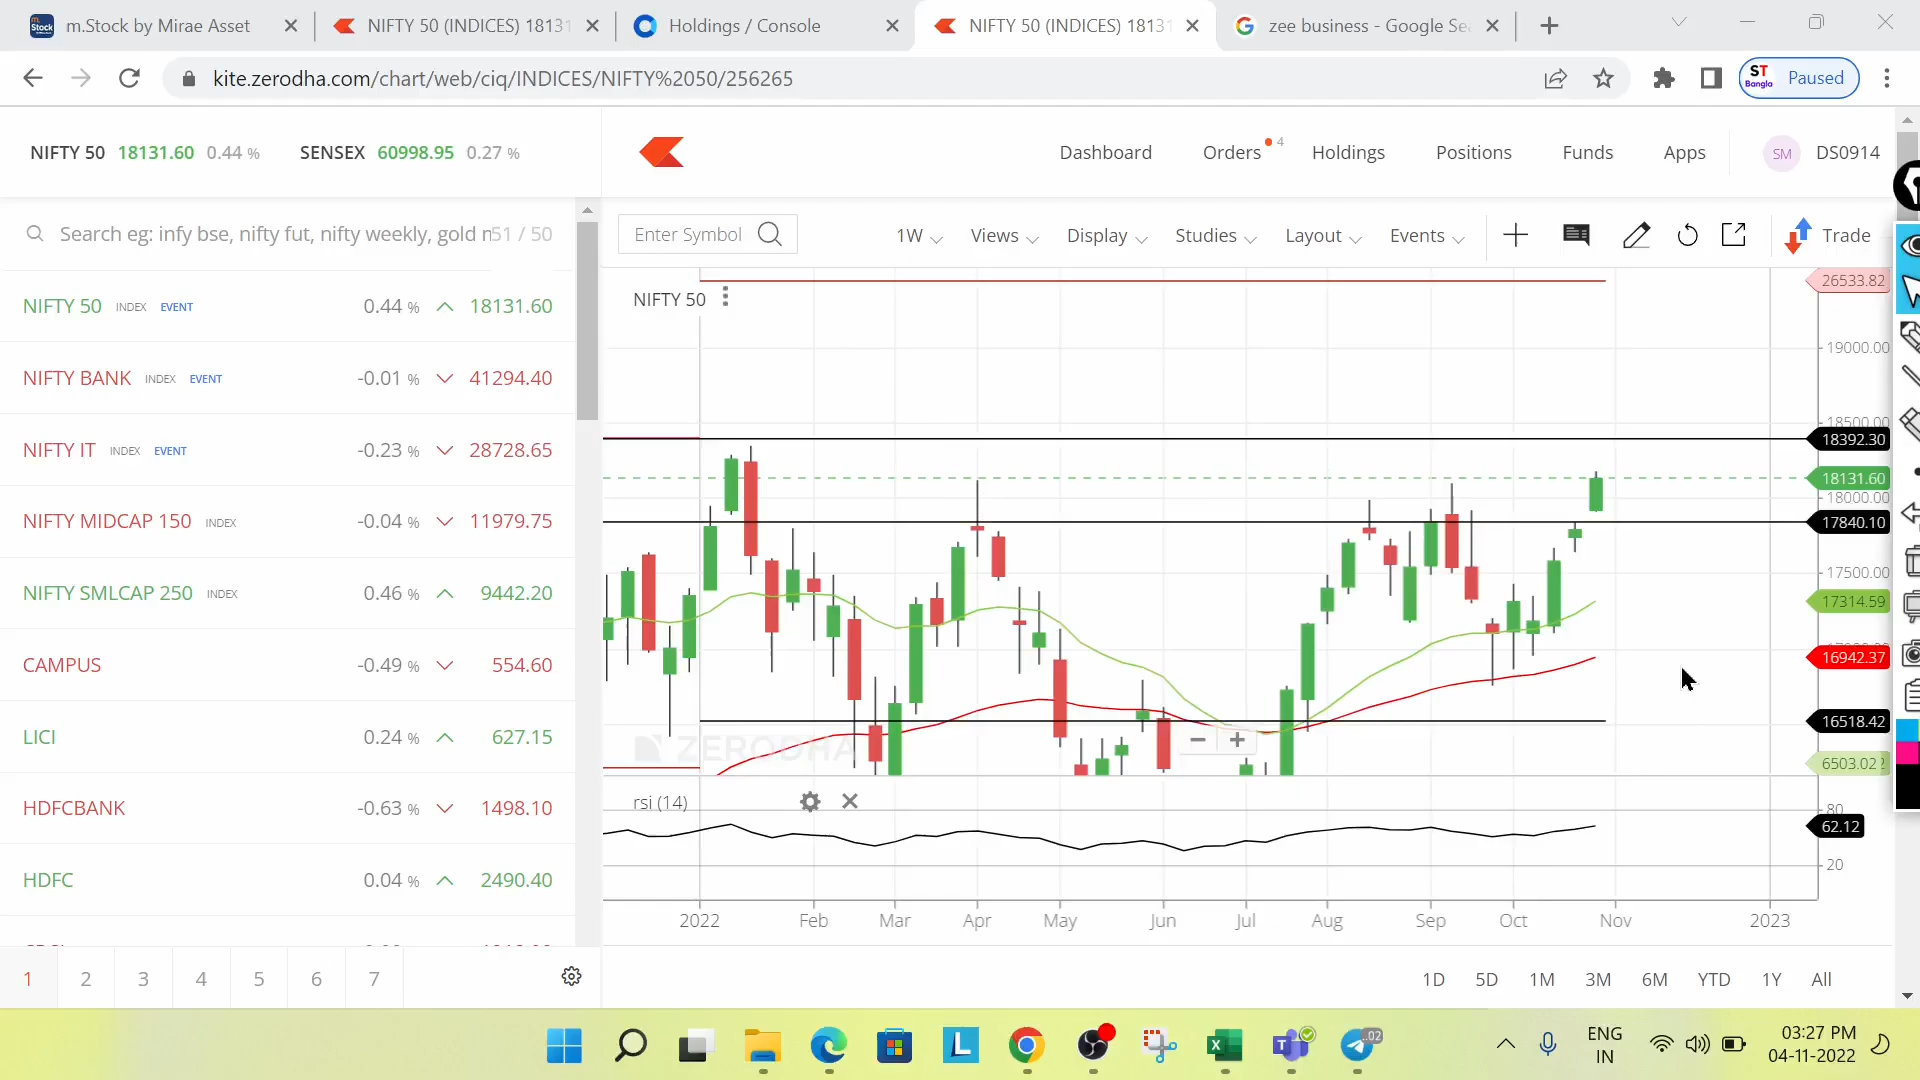 m.Stock by Mirae Asset
NIFTY 50 (INDICES) 18131
Holdings / Console
NIFTY 50 (INDICES) 1813
zee business - Google Se
kite.zerodha.com/chart/web/ciq/INDICES/NIFTY%2050/256265
ST Bangla
Paused
NIFTY 50 18131.60 0.44 %
SENSEX 60998.95 0.27 %
Dashboard
Orders 4
Holdings
Positions
Funds
Apps
SM
DS0914
Search eg: infy bse, nifty fut, nifty weekly, gold m
51 / 50
Enter Symbol
1W
Views
Display
Studies
Layout
Events
Trade
NIFTY 50 INDEX EVENT 0.44 % 18131.60
NIFTY BANK INDEX EVENT -0.01 % 41294.40
NIFTY IT INDEX EVENT -0.23 % 28728.65
NIFTY MIDCAP 150 INDEX -0.04 % 11979.75
NIFTY SMLCAP 250 INDEX 0.46 % 9442.20
CAMPUS -0.49 % 554.60
LICI 0.24 % 627.15
HDFCBANK -0.63 % 1498.10
HDFC 0.04 % 2490.40
1 2 3 4 5 6 7
NIFTY 50
26533.82
19000.00
18500.00
18392.30
18131.60
18000.00
17840.10
17500.00
17314.59
16942.37
16518.42
6503.02
ZERODHA
rsi (14)
80
62.12
20
2022 Feb Mar Apr May Jun Jul Aug Sep Oct Nov 2023
1D 5D 1M 3M 6M YTD 1Y All
ENG
IN
03:27 PM
04-11-2022